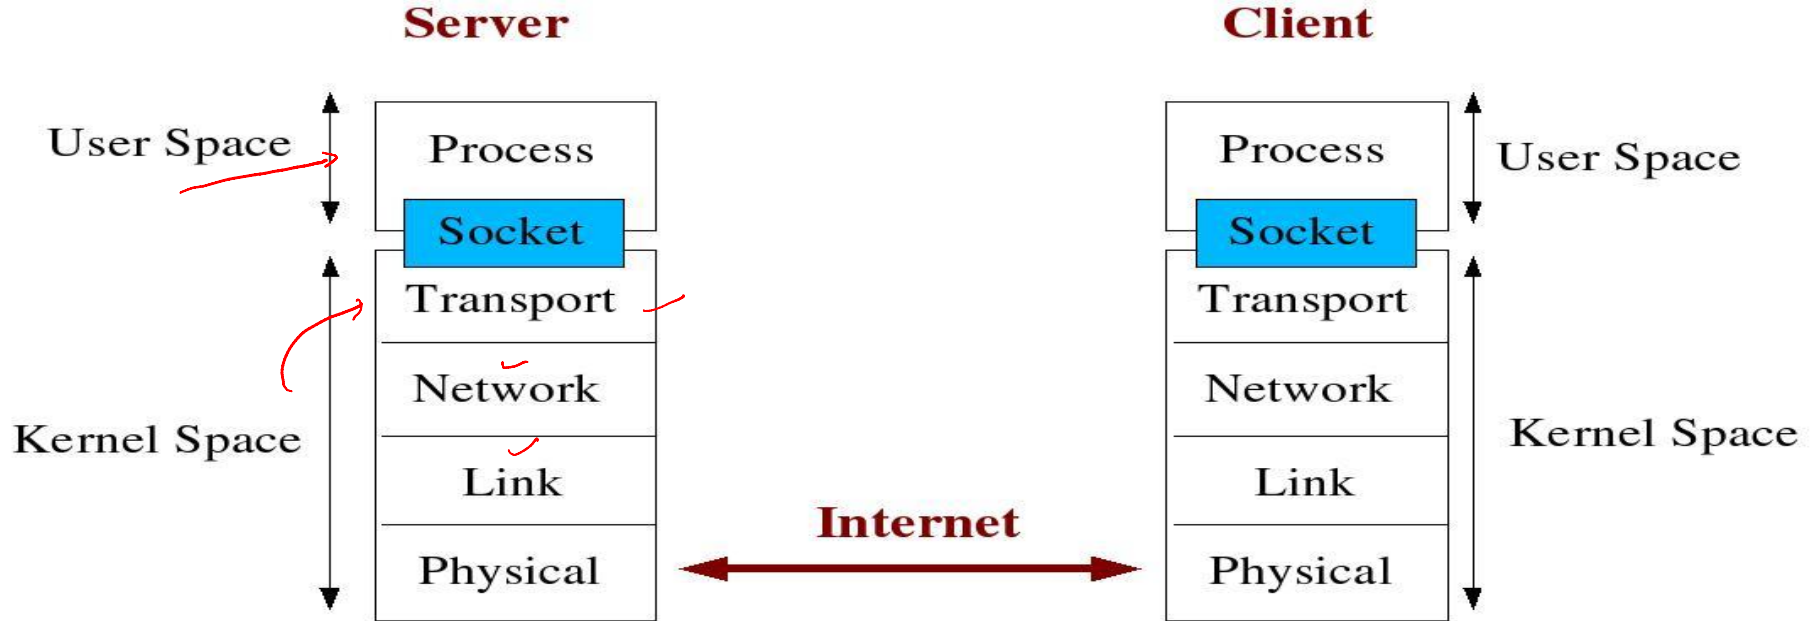 Server
Client
User Space
Process
Process
User Space
Socket
Socket
Transport
Transport
Network
Network
Kernel Space
Kernel Space
Link
Link
Internet
Physical
Physical